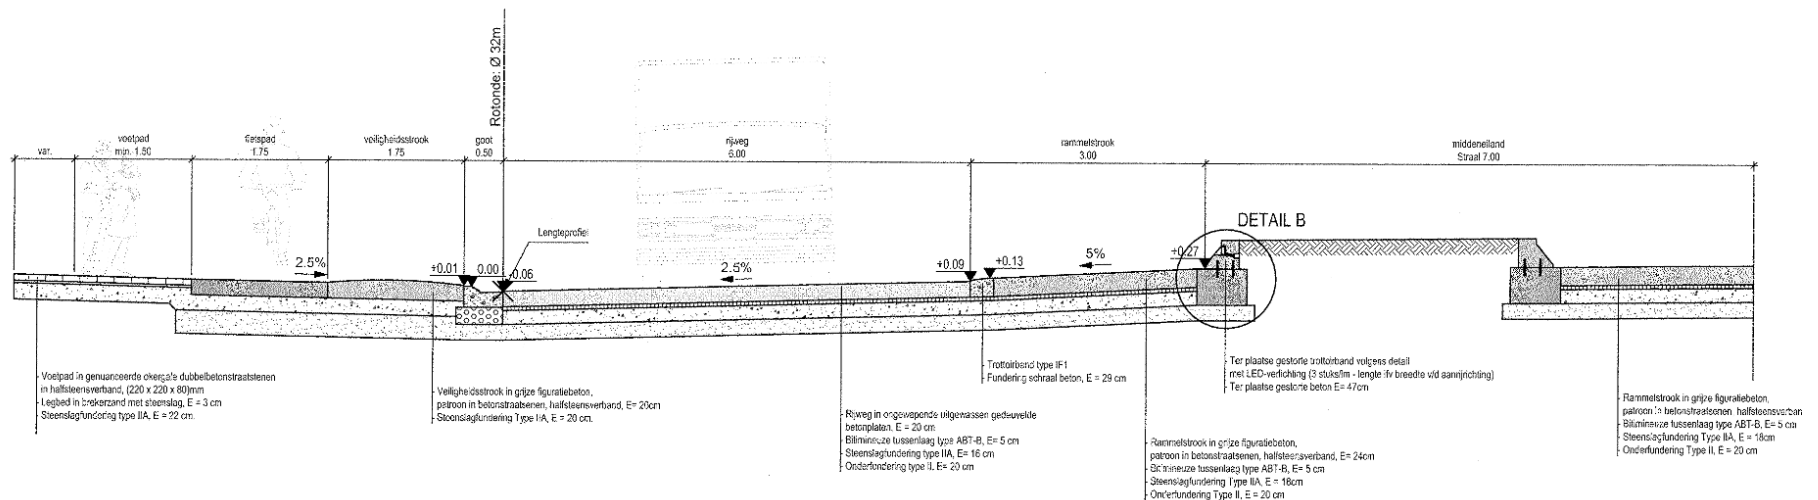 Rotonde: Ø 32m
var.
voetpad
min. 1.50
fietspad
1.75
veiligheidsstrook
1.75
goot
0.50
rijweg
6.00
rammelstrook
3.00
middeneiland
Straal 7.00
DETAIL B
Lengteprofiel
2.5%
+0.01
0.00
-0.06
2.5%
+0.09
+0.13
5%
+0.27
- Voetpad in genuanceerde okergele dubbelbetonstraatstenen
in halfsteensverband, (220 x 220 x 80)mm
- Legbed in brekerzand met steenslag, E = 3 cm
- Steenslagfundering type IIA, E = 22 cm.
- Veiligheidsstrook in grijze figuratiebeton,
patroon in betonstraatsenen, halfsteensverband, E= 20cm
- Steenslagfundering Type IIA, E = 20 cm.
- Rijweg in ongewapende uitgewassen gedeuvelde
betonplaten, E = 20 cm
- Bitimineuze tussenlaag type ABT-B, E= 5 cm
- Steenslagfundering type IIA, E= 16 cm
- Onderfundering type II, E= 20 cm
- Trottoirband type IF1
- Fundering schraal beton, E = 29 cm
- Rammelstrook in grijze figuratiebeton,
patroon in betonstraatsenen, halfsteensverband, E= 24cm
- Bitimineuze tussenlaag type ABT-B, E= 5 cm
- Steenslagfundering Type IIA, E = 18cm
- Onderfundering Type II, E = 20 cm
- Ter plaatse gestorte trottoirband volgens detail
met LED-verlichting (3 stuks/lm - lengte ifv breedte v/d aanrijrichting)
- Ter plaatse gestorte beton E= 47cm
- Rammelstrook in grijze figuratiebeton,
patroon in betonstraatsenen halfsteensverban
- Bitimineuze tussenlaag type ABT-B, E= 5 cm
- Steenslagfundering Type IIA, E = 18cm
- Onderfundering Type II, E = 20 cm